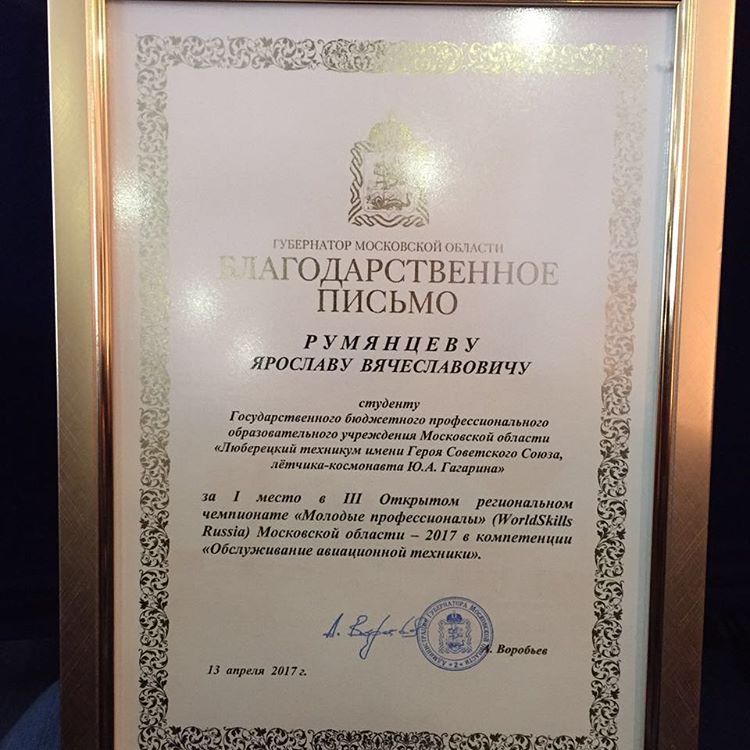 ГУБЕРНАТОР МОСКОВСКОЙ ОБЛАСТИ
БЛАГОДАРСТВЕННОЕ
ПИСЬМО
РУМЯНЦЕВУ
ЯРОСЛАВУ ВЯЧЕСЛАВОВИЧУ
студенту
Государственного бюджетного профессионального
образовательного учреждения Московской области
«Люберецкий техникум имени Героя Советского Союза,
лётчика-космонавта Ю.А. Гагарина»
за I место в III Открытом региональном
чемпионате «Молодые профессионалы» (WorldSkills
Russia) Московской области – 2017 в компетенции
«Обслуживание авиационной техники».
А. Воробьев
13 апреля 2017 г.